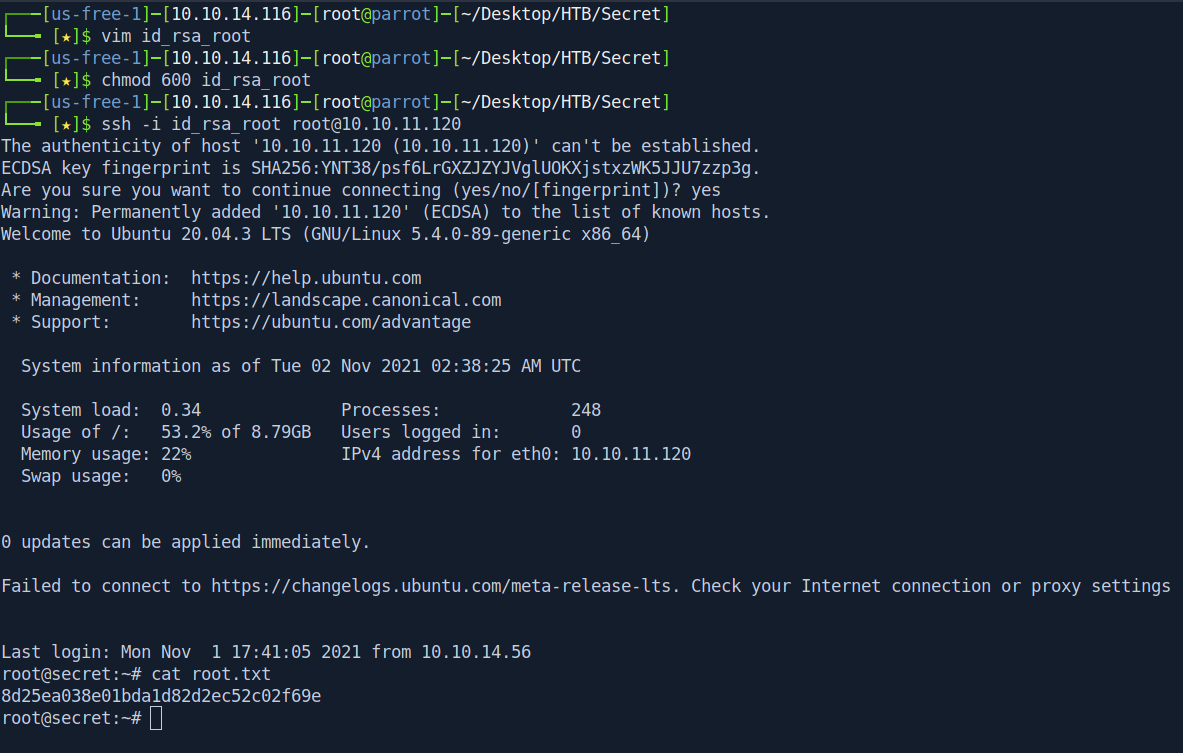 ┌──[us-free-1]─[10.10.14.116]─[root@parrot]─[~/Desktop/HTB/Secret]
└──╼ [★]$ vim id_rsa_root
┌──[us-free-1]─[10.10.14.116]─[root@parrot]─[~/Desktop/HTB/Secret]
└──╼ [★]$ chmod 600 id_rsa_root
┌──[us-free-1]─[10.10.14.116]─[root@parrot]─[~/Desktop/HTB/Secret]
└──╼ [★]$ ssh -i id_rsa_root root@10.10.11.120
The authenticity of host '10.10.11.120 (10.10.11.120)' can't be established.
ECDSA key fingerprint is SHA256:YNT38/psf6LrGXZJZYJVglUOKXjstxzWK5JJU7zzp3g.
Are you sure you want to continue connecting (yes/no/[fingerprint])? yes
Warning: Permanently added '10.10.11.120' (ECDSA) to the list of known hosts.
Welcome to Ubuntu 20.04.3 LTS (GNU/Linux 5.4.0-89-generic x86_64)
* Documentation:  https://help.ubuntu.com
* Management:     https://landscape.canonical.com
* Support:        https://ubuntu.com/advantage
System information as of Tue 02 Nov 2021 02:38:25 AM UTC
System load:  0.34              Processes:             248
Usage of /:   53.2% of 8.79GB   Users logged in:       0
Memory usage: 22%               IPv4 address for eth0: 10.10.11.120
Swap usage:   0%
0 updates can be applied immediately.
Failed to connect to https://changelogs.ubuntu.com/meta-release-lts. Check your Internet connection or proxy settings
Last login: Mon Nov  1 17:41:05 2021 from 10.10.14.56
root@secret:~# cat root.txt
8d25ea038e01bda1d82d2ec52c02f69e
root@secret:~#